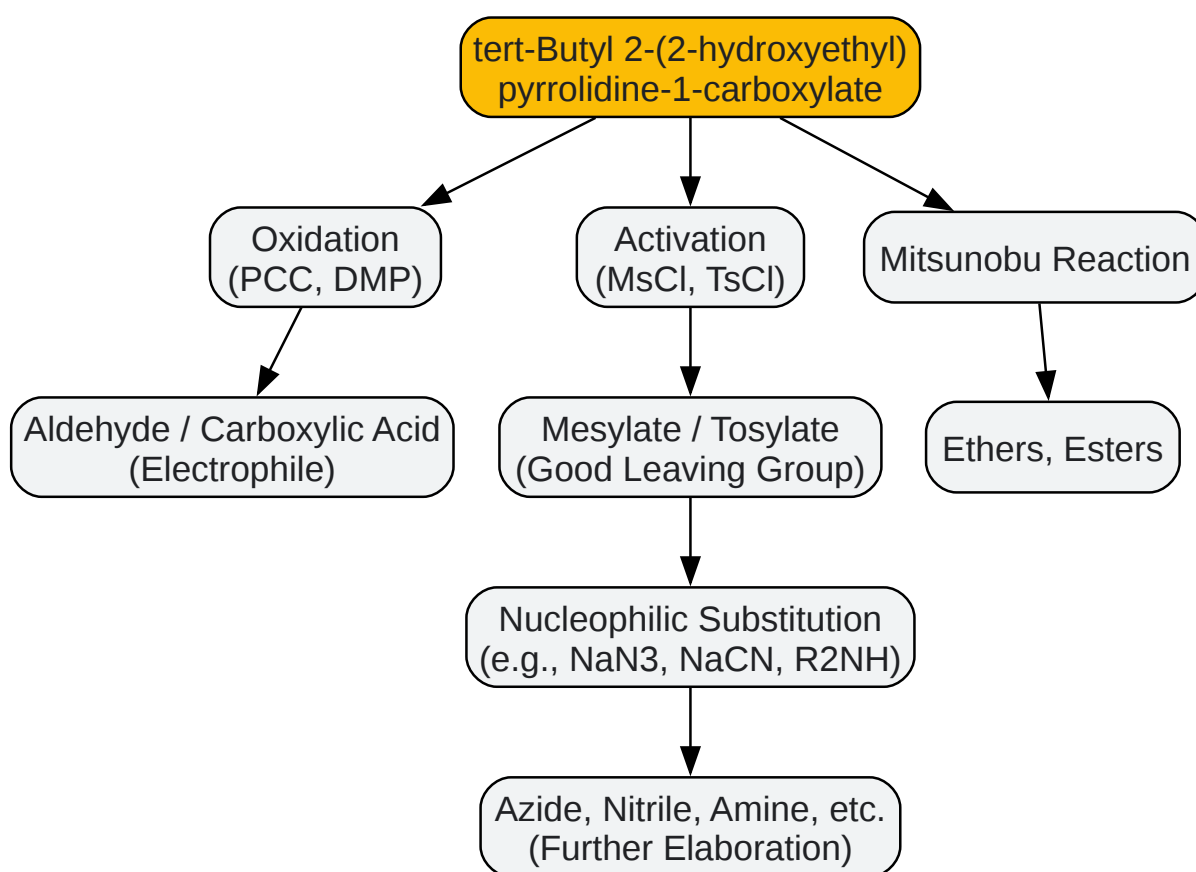 tert-Butyl 2-(2-hydroxyethyl)
pyrrolidine-1-carboxylate
Oxidation
(PCC, DMP)
Activation
(MsCl, TsCl)
Mitsunobu Reaction
Aldehyde / Carboxylic Acid
(Electrophile)
Mesylate / Tosylate
(Good Leaving Group)
Ethers, Esters
Nucleophilic Substitution
(e.g., NaN3, NaCN, R2NH)
Azide, Nitrile, Amine, etc.
(Further Elaboration)